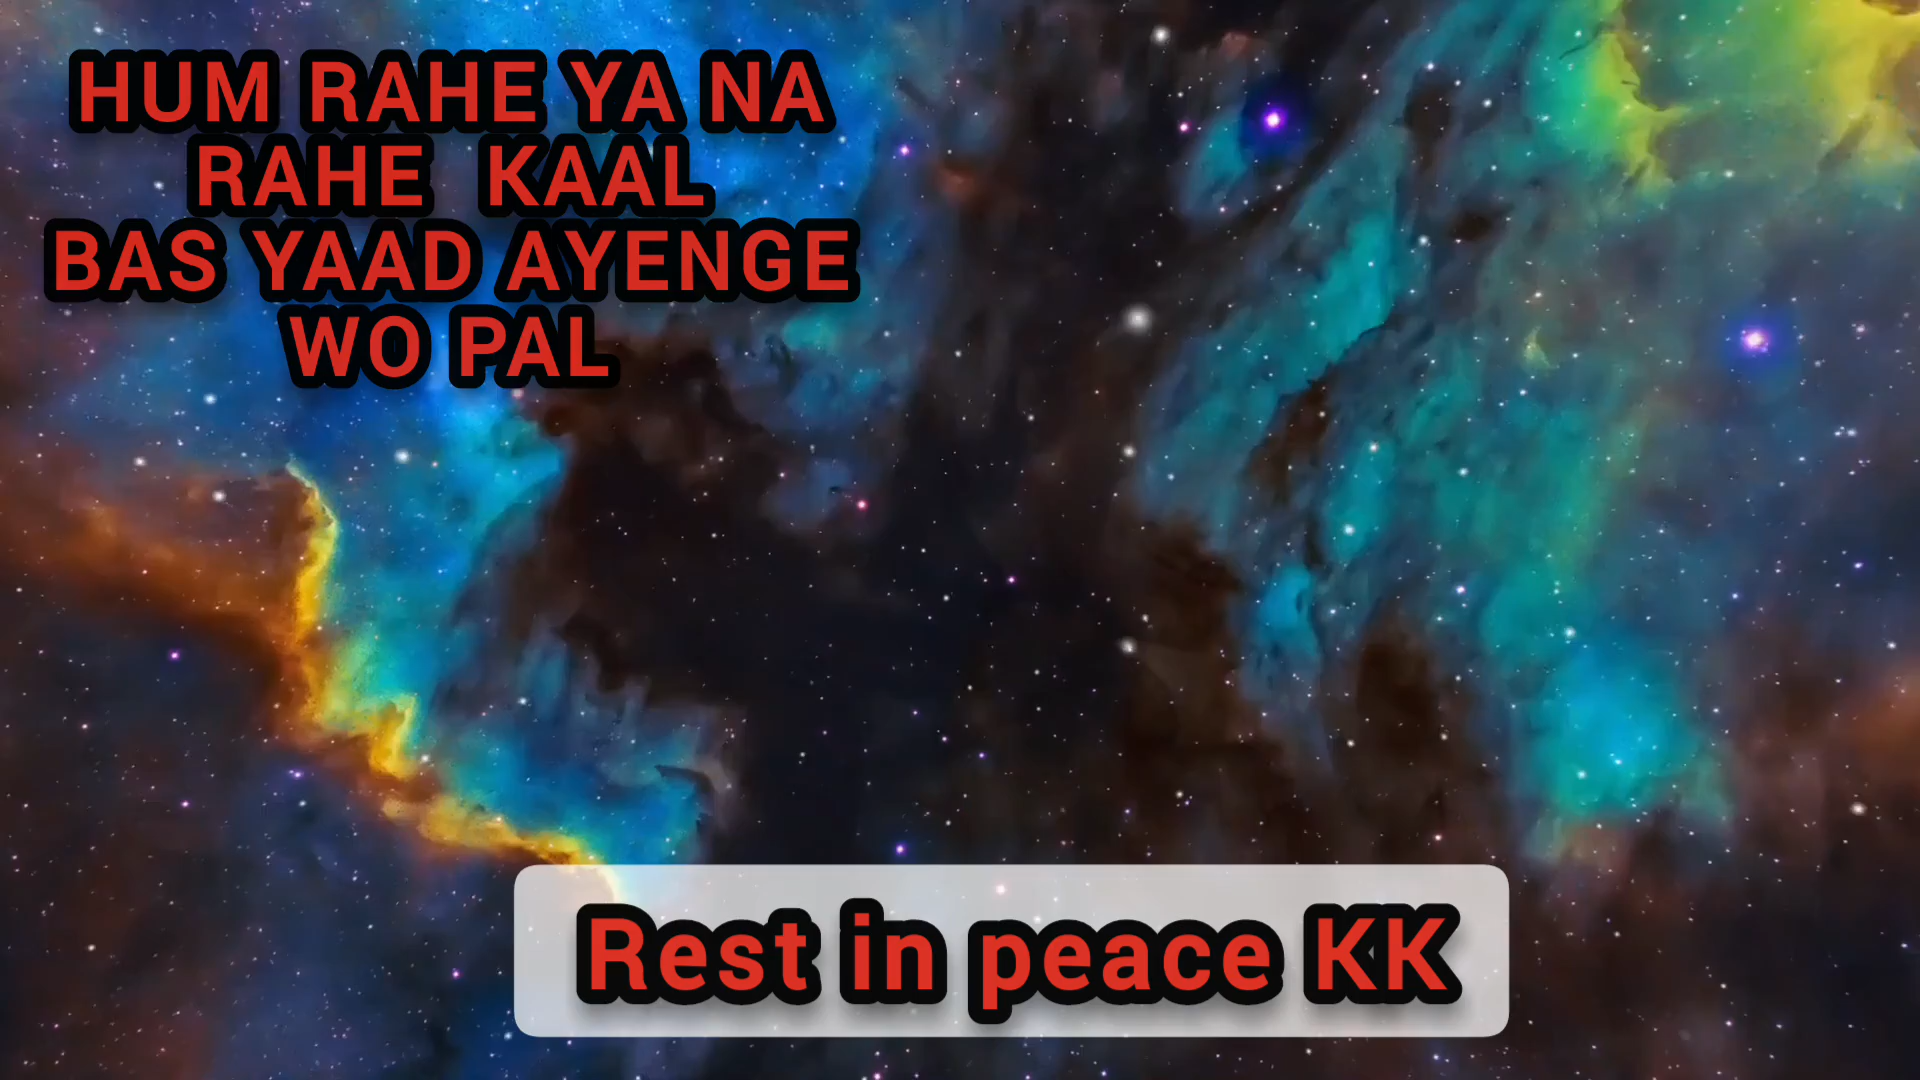 HUM RAHE YA NA
RAHE KAAL
BAS YAAD AYENGE
WO PAL
Rest in peace KK